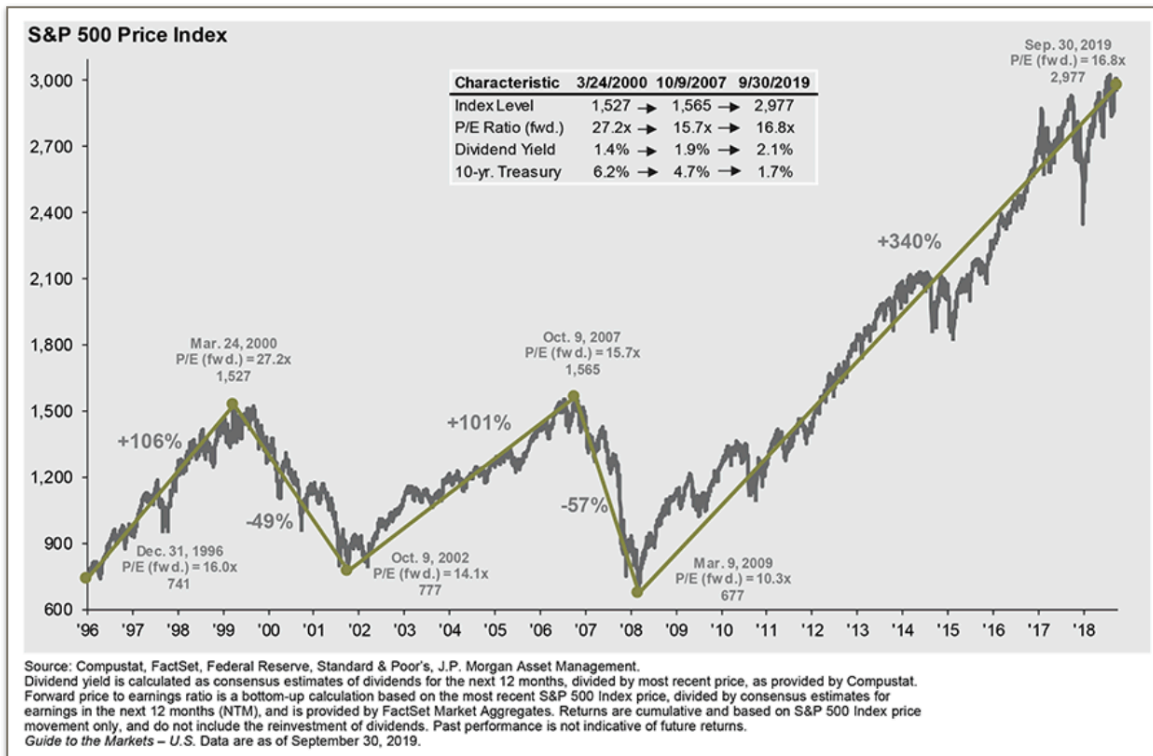 S&P 500 Price Index
Sep. 30, 2019
P/E (fwd.) = 16.8x
2,977
Characteristic 3/24/2000 10/9/2007 9/30/2019
Index Level 1,527 → 1,565 → 2,977
P/E Ratio (fwd.) 27.2x → 15.7x → 16.8x
Dividend Yield 1.4% → 1.9% → 2.1%
10-yr. Treasury 6.2% → 4.7% → 1.7%
3,000
2,700
2,400
2,100
1,800
1,500
1,200
900
600
+340%
Mar. 24, 2000
P/E (fwd.) = 27.2x
1,527
Oct. 9, 2007
P/E (fwd.) = 15.7x
1,565
+106%
-49%
+101%
-57%
Dec. 31, 1996
P/E (fwd.) = 16.0x
741
Oct. 9, 2002
P/E (fwd.) = 14.1x
777
Mar. 9, 2009
P/E (fwd.) = 10.3x
677
'96 '97 '98 '99 '00 '01 '02 '03 '04 '05 '06 '07 '08 '09 '10 '11 '12 '13 '14 '15 '16 '17 '18
Source: Compustat, FactSet, Federal Reserve, Standard & Poor's, J.P. Morgan Asset Management.
Dividend yield is calculated as consensus estimates of dividends for the next 12 months, divided by most recent price, as provided by Compustat.
Forward price to earnings ratio is a bottom-up calculation based on the most recent S&P 500 Index price, divided by consensus estimates for
earnings in the next 12 months (NTM), and is provided by FactSet Market Aggregates. Returns are cumulative and based on S&P 500 Index price
movement only, and do not include the reinvestment of dividends. Past performance is not indicative of future returns.
Guide to the Markets – U.S. Data are as of September 30, 2019.